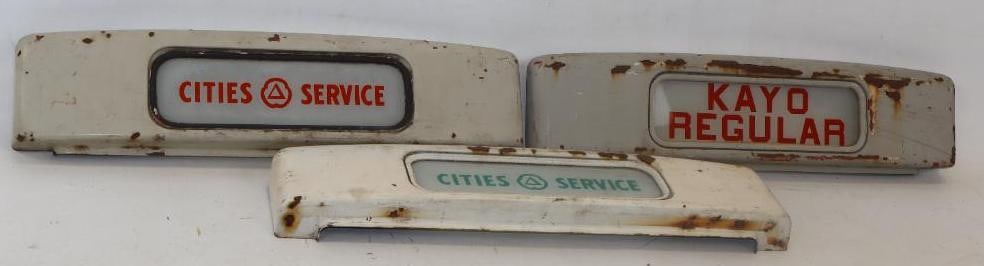 CITIES SERVICE
KAYO
REGULAR
CITIES SERVICE